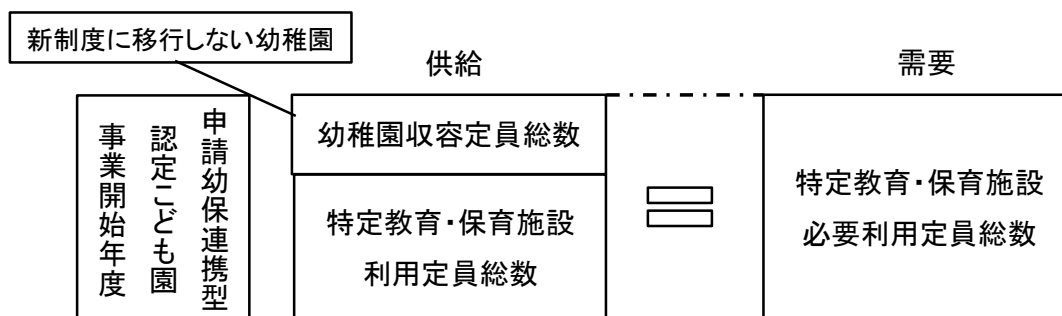 新制度に移行しない幼稚園
供給
需要
申請幼保連携型
認定こども園
事業開始年度
幼稚園収容定員総数
特定教育・保育施設
利用定員総数
＝
特定教育・保育施設
必要利用定員総数